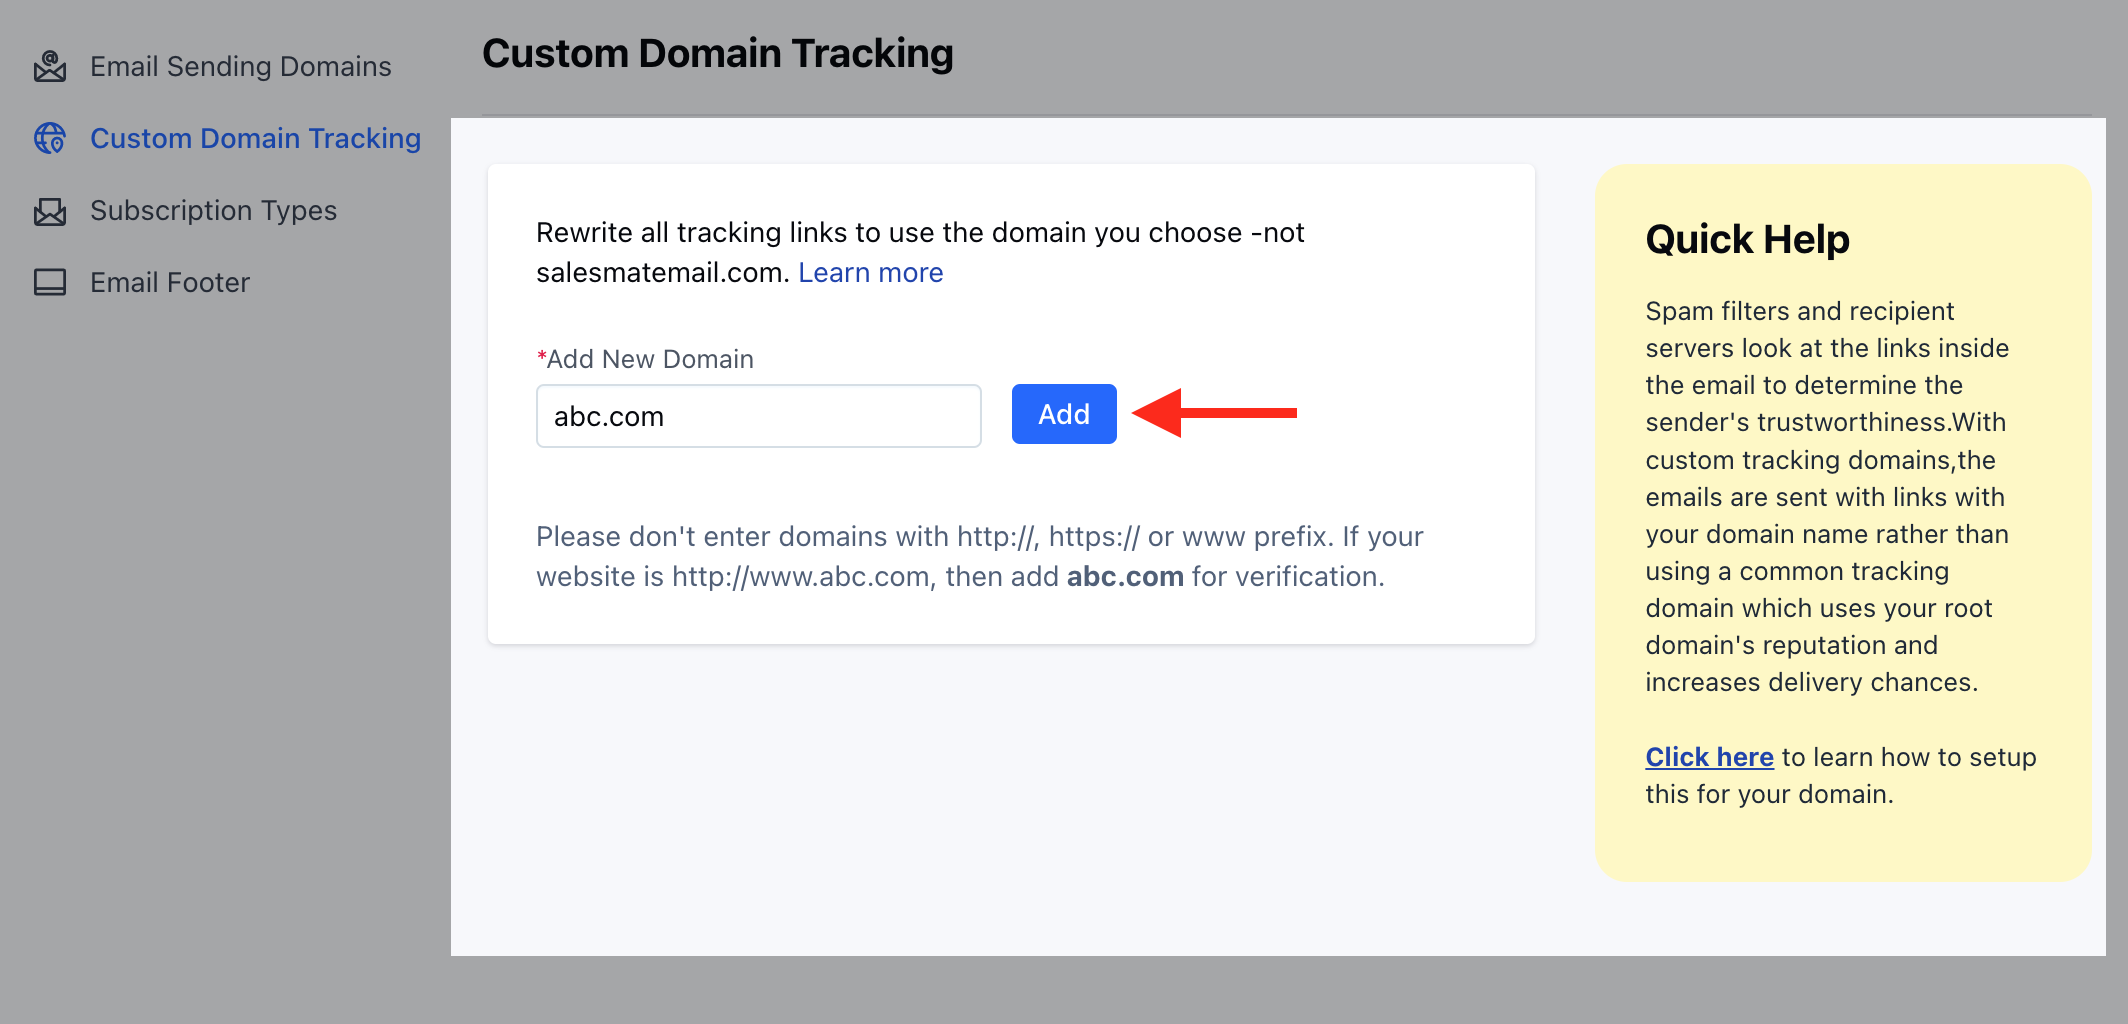 Email Sending Domains
Custom Domain Tracking
Subscription Types
Email Footer
Custom Domain Tracking
Rewrite all tracking links to use the domain you choose -not
salesmatemail.com. Learn more
*Add New Domain
abc.com
Add
Please don't enter domains with http://, https:// or www prefix. If your
website is http://www.abc.com, then add abc.com for verification.
Quick Help
Spam filters and recipient
servers look at the links inside
the email to determine the
sender's trustworthiness.With
custom tracking domains,the
emails are sent with links with
your domain name rather than
using a common tracking
domain which uses your root
domain's reputation and
increases delivery chances.
Click here to learn how to setup
this for your domain.